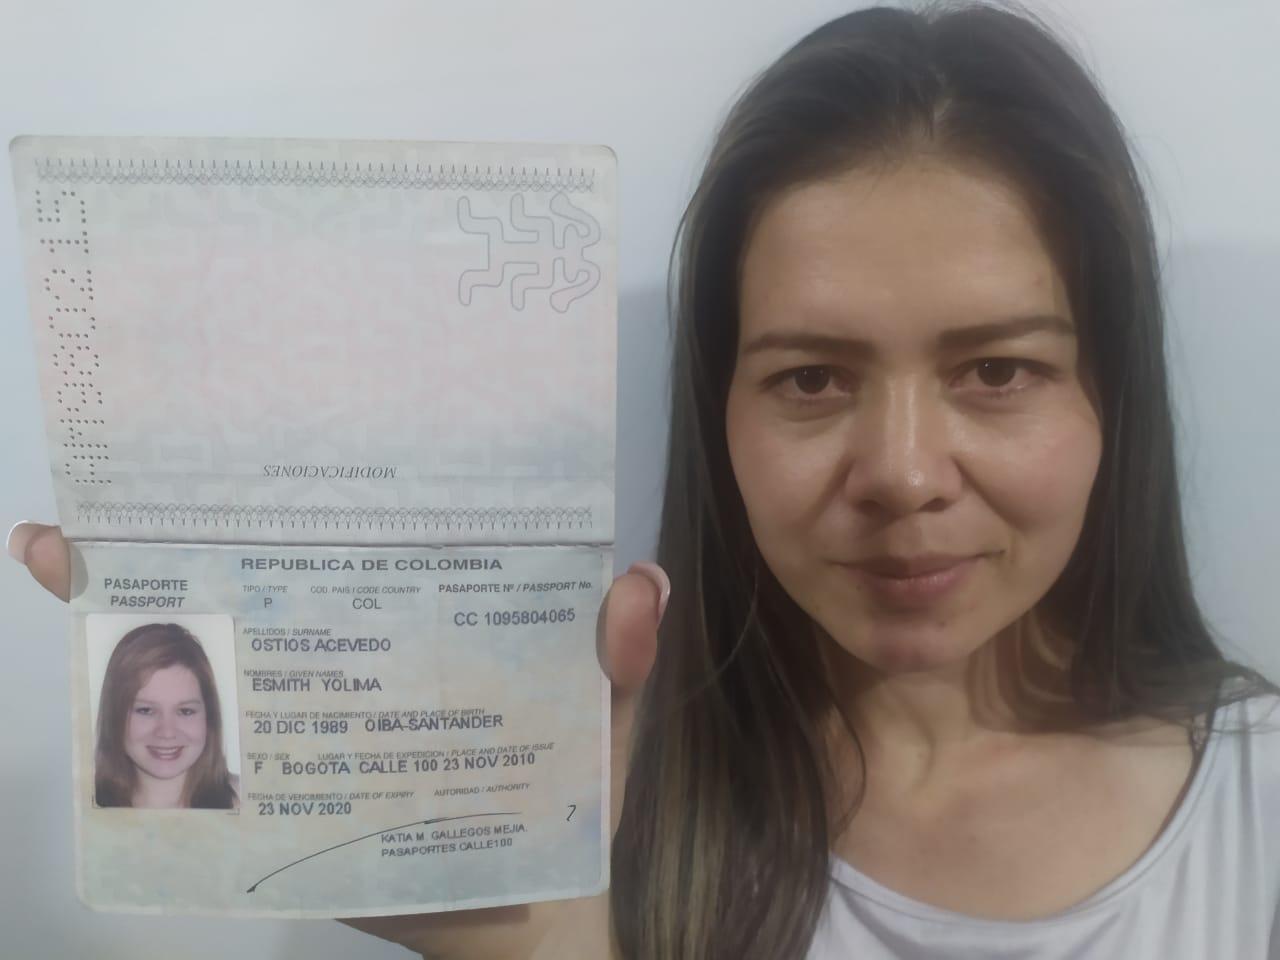 MODIFICACIONES
REPUBLICA DE COLOMBIA
PASAPORTE
PASSPORT
TIPO / TYPE
P
COD. PAIS / CODE COUNTRY
COL
PASAPORTE Nº / PASSPORT No.
CC 1095804065
APELLIDOS / SURNAME
OSTIOS ACEVEDO
NOMBRES / GIVEN NAMES
ESMITH YOLIMA
FECHA Y LUGAR DE NACIMIENTO / DATE AND PLACE OF BIRTH
20 DIC 1989 OIBA-SANTANDER
SEXO / SEX
LUGAR Y FECHA DE EXPEDICION / PLACE AND DATE OF ISSUE
F BOGOTA CALLE 100 23 NOV 2010
FECHA DE VENCIMIENTO / DATE OF EXPIRY
AUTORIDAD / AUTHORITY
23 NOV 2020
KATIA M. GALLEGOS MEJIA.
PASAPORTES CALLE100